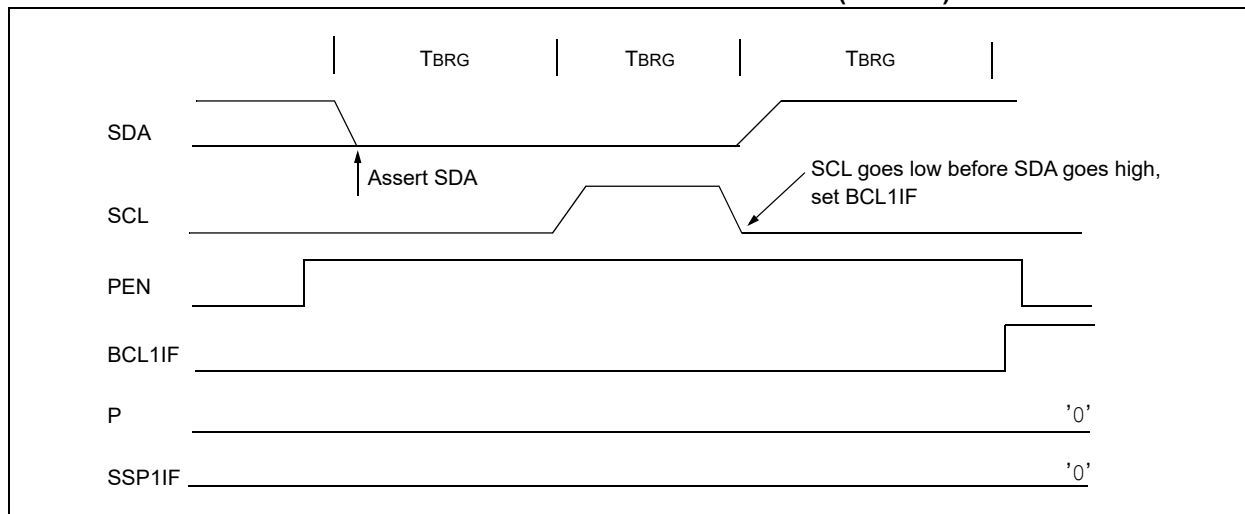 TBRG TBRG TBRG
SDA
Assert SDA
SCL goes low before SDA goes high,
set BCL1IF
SCL
PEN
BCL1IF
P
'0'
SSP1IF
'0'